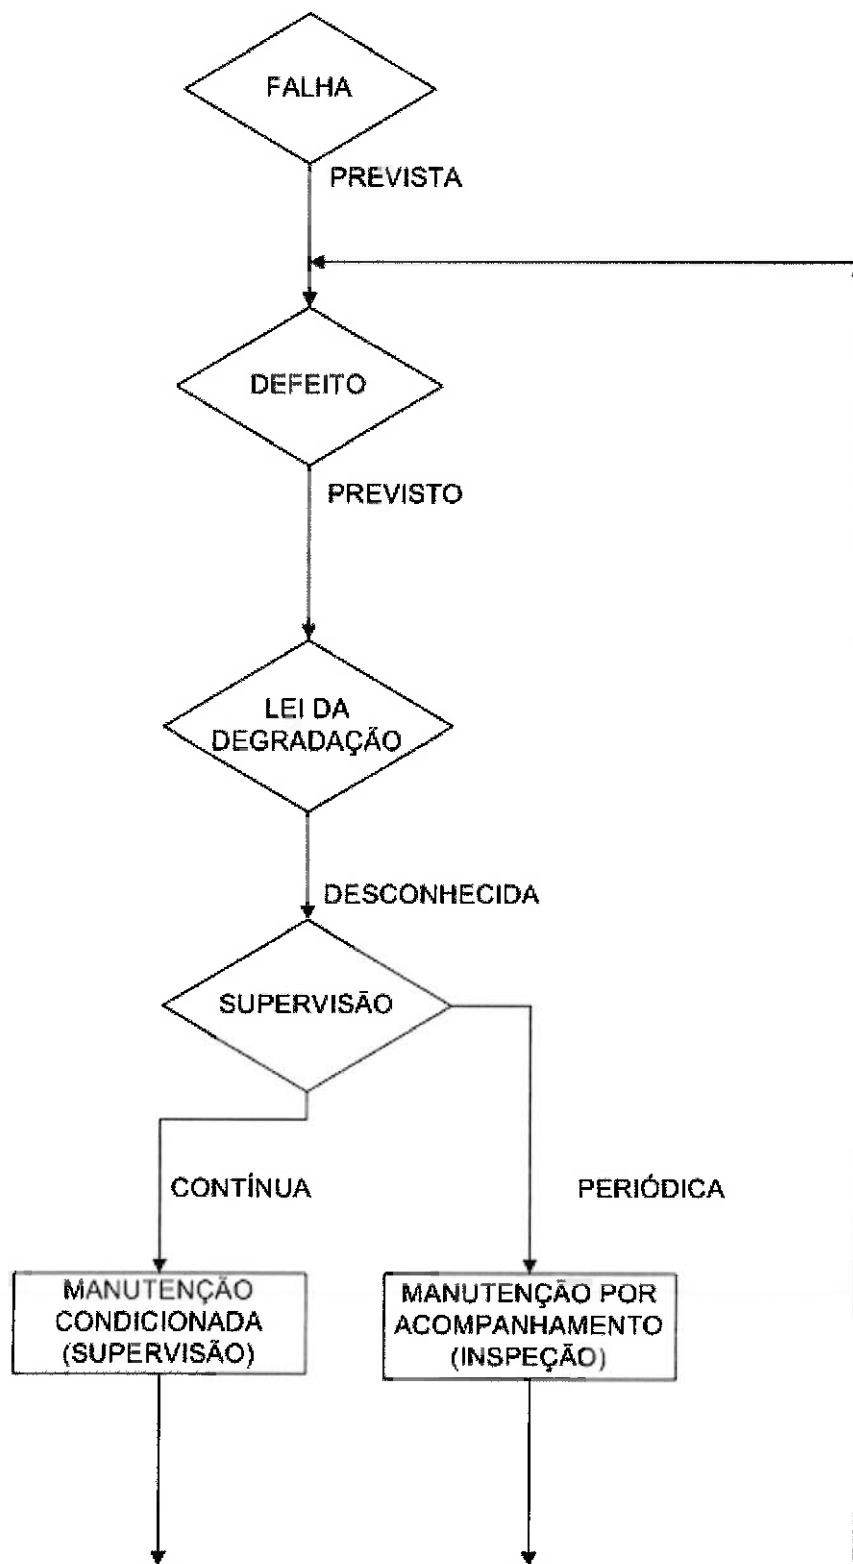 FALHA
PREVISTA
DEFEITO
PREVISTO
LEI DA
DEGRADAÇÃO
DESCONHECIDA
SUPERVISÃO
CONTÍNUA
PERIÓDICA
MANUTENÇÃO
CONDICIONADA
(SUPERVISÃO)
MANUTENÇÃO POR
ACOMPANHAMENTO
(INSPEÇÃO)